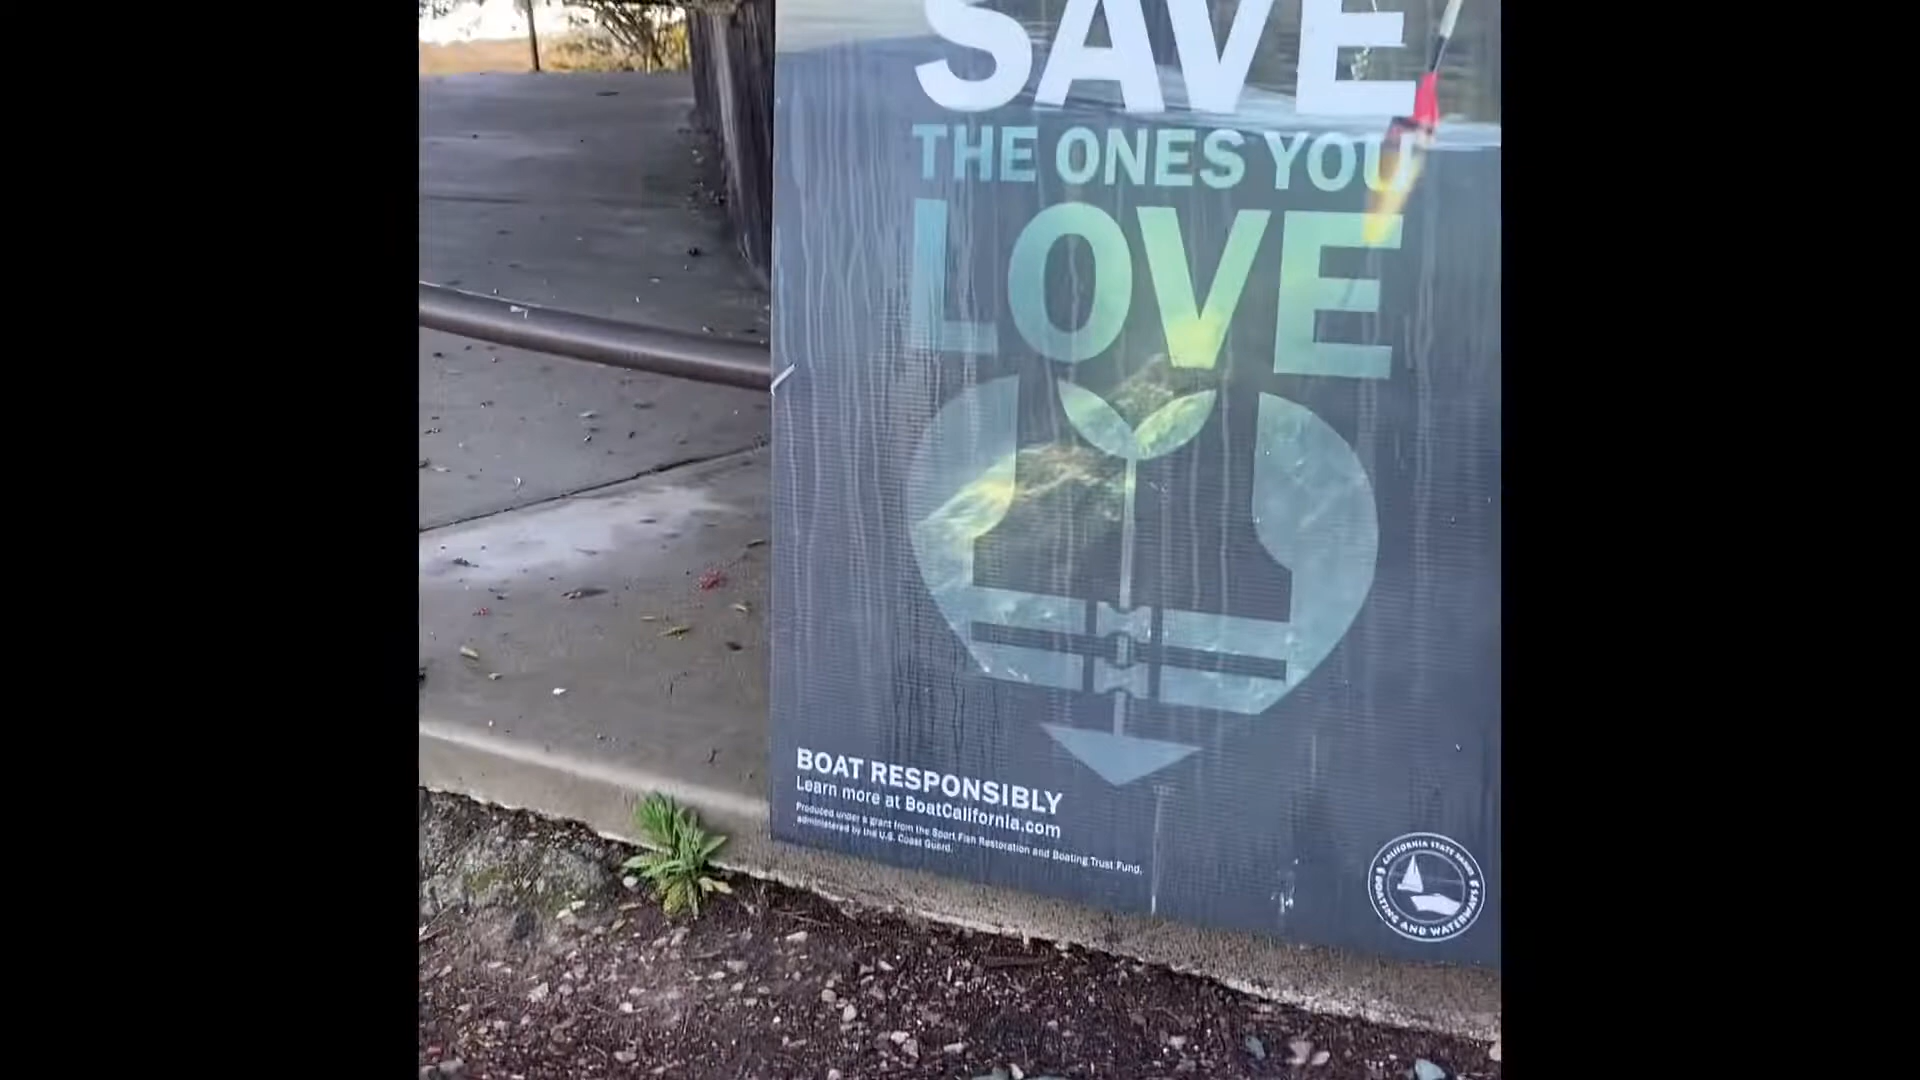 SAVE
THE ONES YOU
LOVE
BOAT RESPONSIBLY
Learn more at BoatCalifornia.com
Produced under a grant from the Sport Fish Restoration and Boating Trust Fund,
administered by the U.S. Coast Guard.
CALIFORNIA STATE PARKS
BOATING AND WATERWAYS